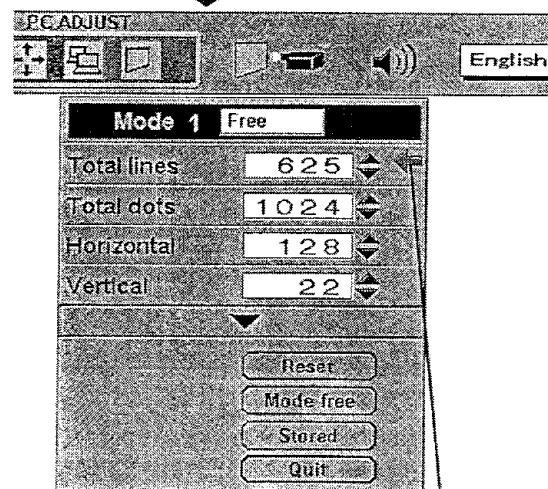 PC ADJUST
English
Mode 1 Free
Total lines 625
Total dots 1024
Horizontal 128
Vertical 22
Reset
Mode free
Stored
Quit